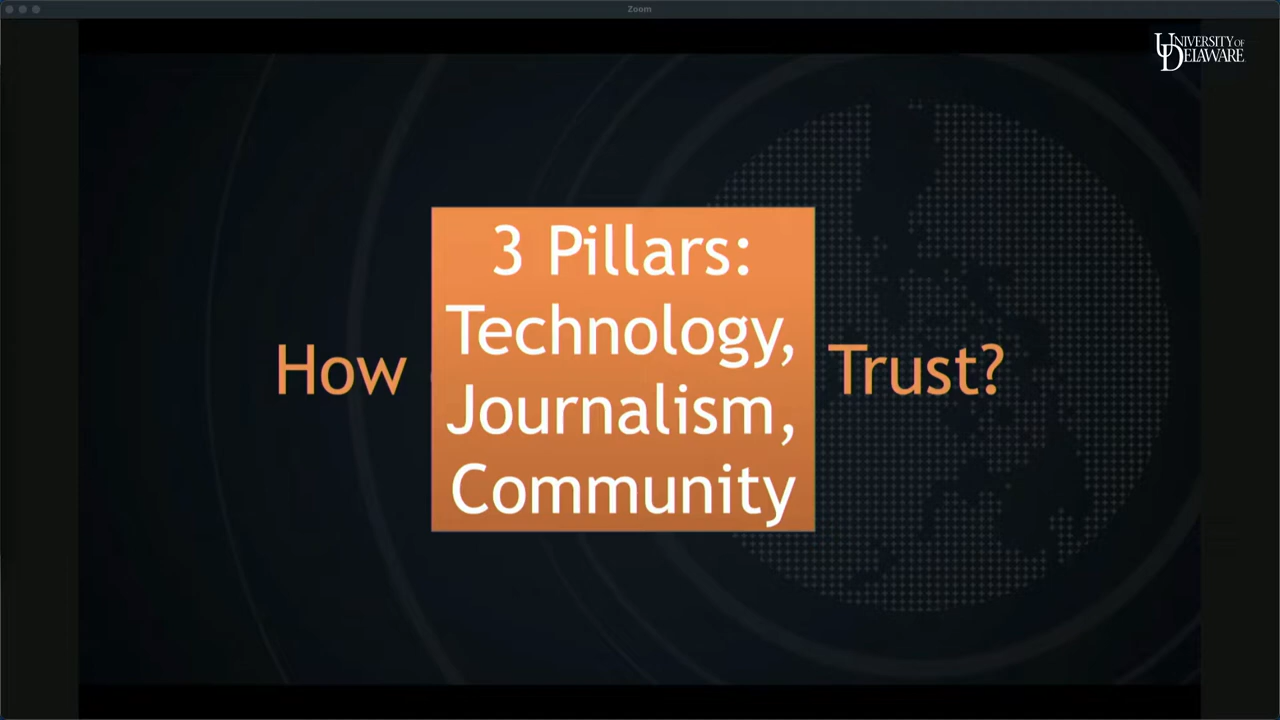 Zoom
UNIVERSITY OF
DELAWARE
3 Pillars:
Technology,
Journalism,
Community
How
Trust?